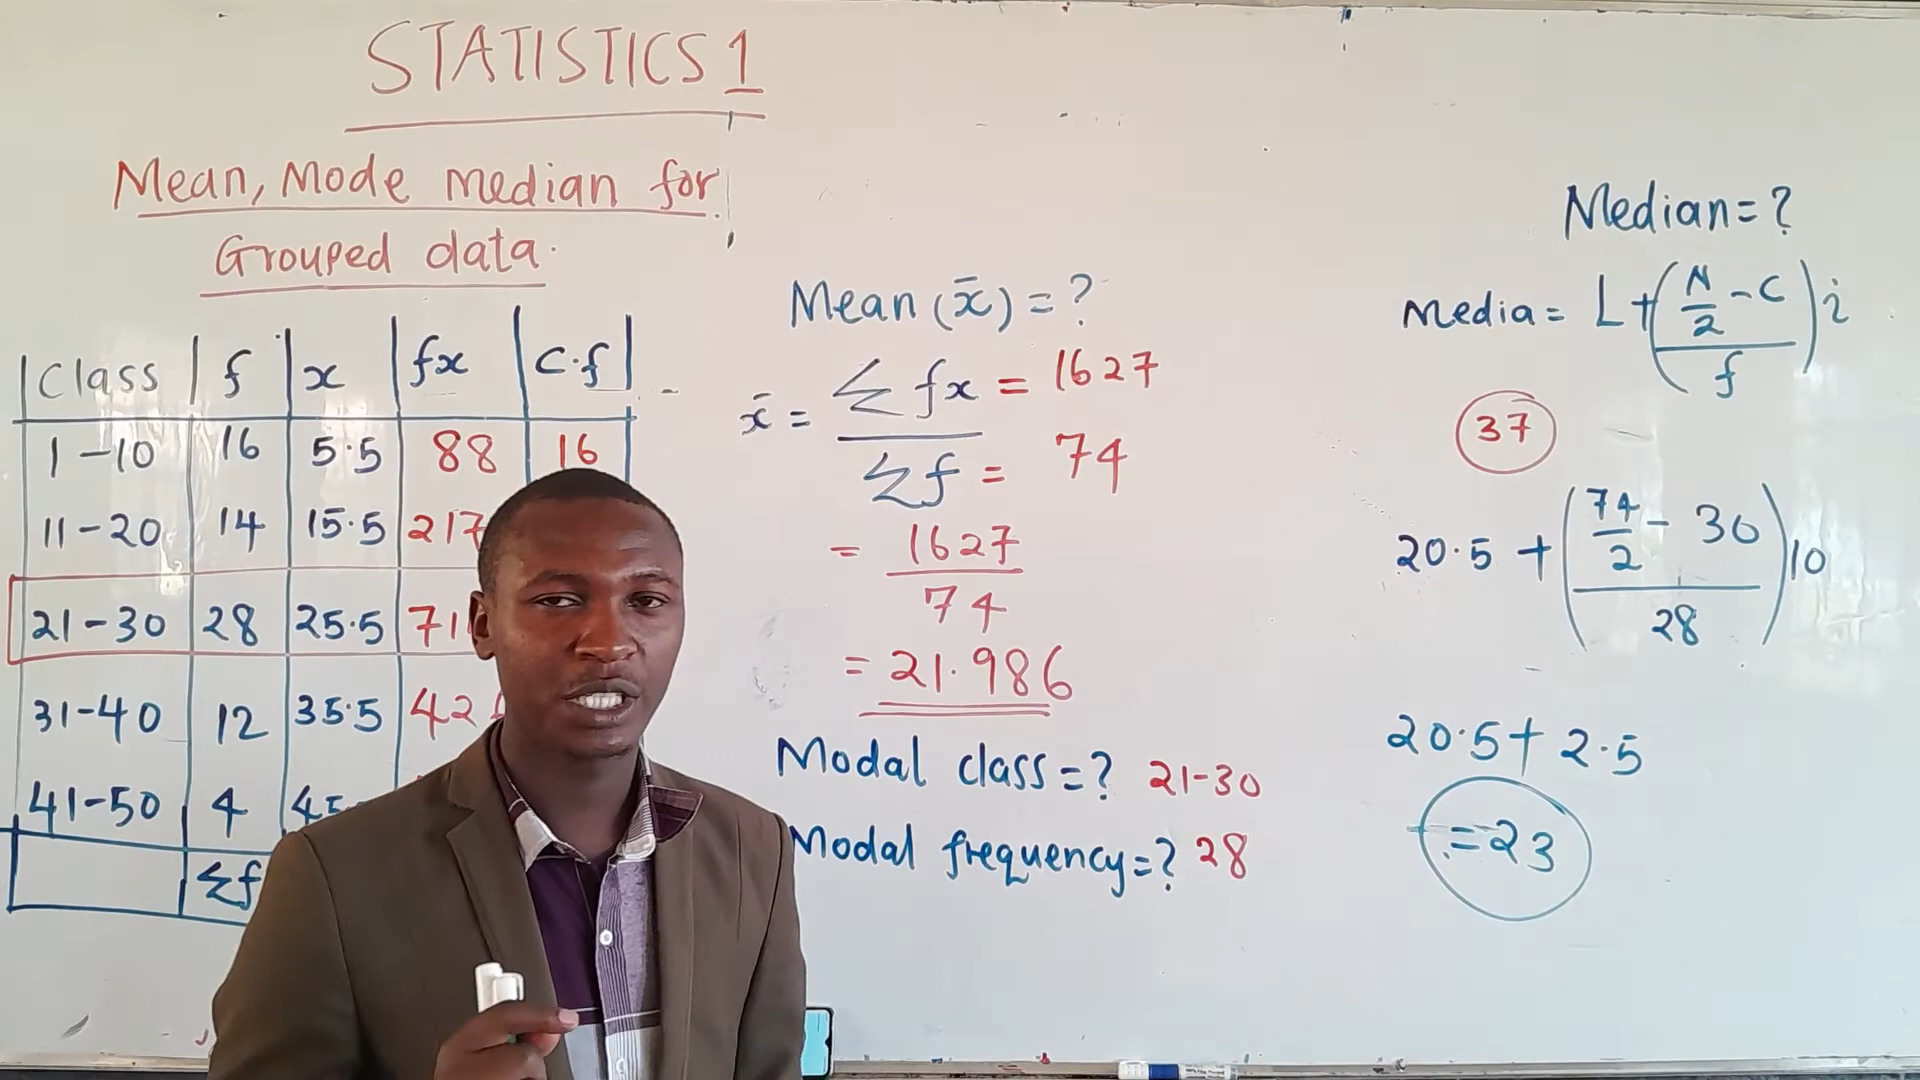 STATISTICS 1
Mean, Mode median for
Grouped data.
Class f x fx C.f
1-10 16 5.5 88 16
11-20 14 15.5 217
21-30 28 25.5
31-40 12 35.5
41-50 4
Σf
Mean (x̄) = ?
x̄ = Σfx = 1627
Σf = 74
= 1627
74
= 21.986
Modal class=? 21-30
Modal frequency=? 28
Median=?
Media= L+(N/2-C/f)i
37
20.5 + (74/2 - 30/28)10
20.5+2.5
=23